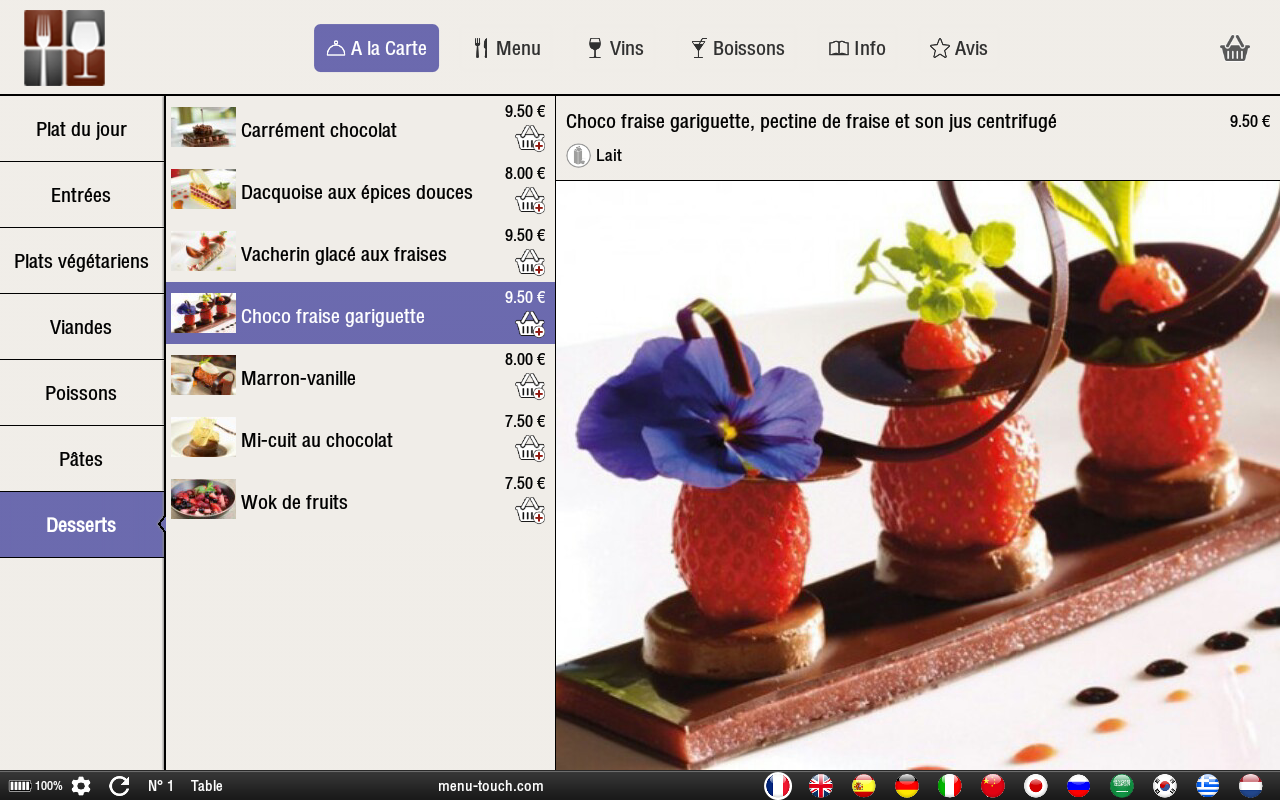 A la Carte
Menu
Vins
Boissons
Info
Avis
Plat du jour
Entrées
Plats végétariens
Viandes
Poissons
Pâtes
Desserts
Carrément chocolat
9.50 €
Dacquoise aux épices douces
8.00 €
Vacherin glacé aux fraises
9.50 €
Choco fraise gariguette
9.50 €
Marron-vanille
8.00 €
Mi-cuit au chocolat
7.50 €
Wok de fruits
7.50 €
Choco fraise gariguette, pectine de fraise et son jus centrifugé
9.50 €
Lait
100%
N° 1
Table
menu-touch.com